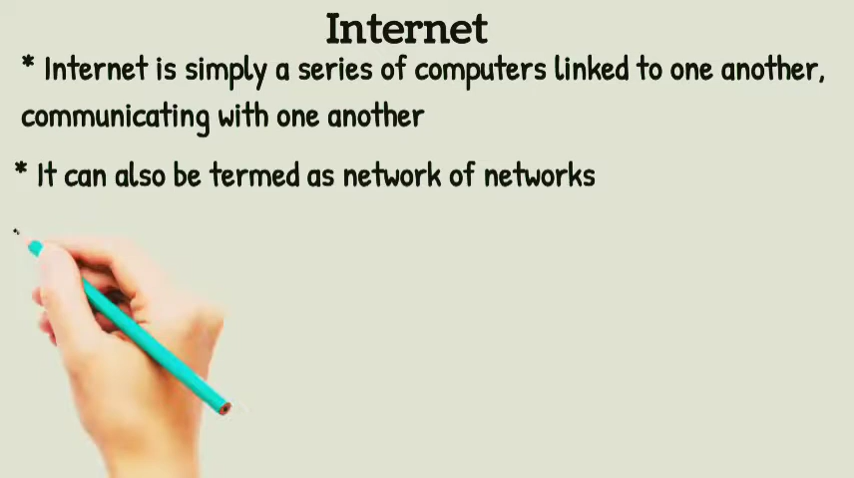 Internet
* Internet is simply a series of computers linked to one another,
communicating with one another
* It can also be termed as network of networks